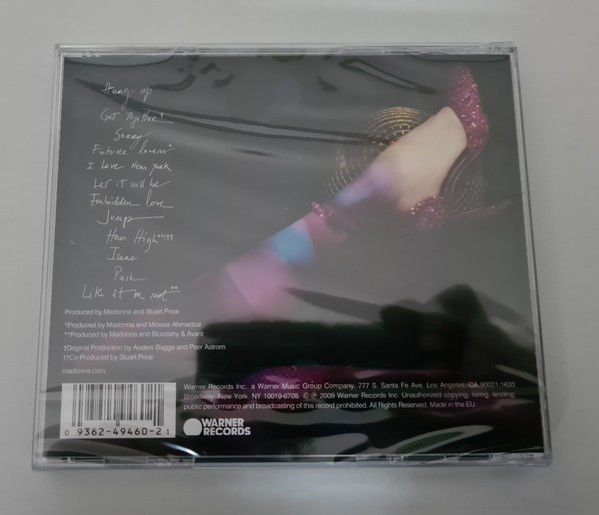 Hung up
Get Together*
Sorry
Future lovers*
I Love New York
Let it will be
Forbidden love
Jump
How High**†††
Isaac
Push
Like it or not**
Produced by Madonna and Stuart Price
*Produced by Madonna and Mirwais Ahmadzai
**Produced by Madonna and Bloodshy & Avant
†Original Production by Anders Bagge and Peer Astrom
††Co-Produced by Stuart Price
madonna.com
Warner Records Inc., a Warner Music Group Company. 777 S. Santa Fe Ave. Los Angeles, CA 90021. 1633
Broadway, New York, NY 10019-6705. © ℗ 2009 Warner Records Inc. Unauthorized copying, hiring, lending,
public performance and broadcasting of this record prohibited. All Rights Reserved. Made in the EU.
0 9362-49460-2 1
WARNER
RECORDS